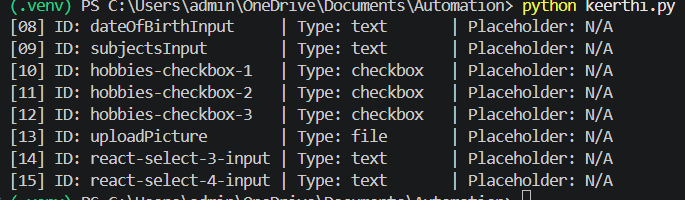 (.venv) PS C:\Users\admin\OneDrive\Documents\Automation> python keerthi.py
[08] ID: dateOfBirthInput     | Type: text       | Placeholder: N/A
[09] ID: subjectsInput        | Type: text       | Placeholder: N/A
[10] ID: hobbies-checkbox-1   | Type: checkbox   | Placeholder: N/A
[11] ID: hobbies-checkbox-2   | Type: checkbox   | Placeholder: N/A
[12] ID: hobbies-checkbox-3   | Type: checkbox   | Placeholder: N/A
[13] ID: uploadPicture        | Type: file       | Placeholder: N/A
[14] ID: react-select-3-input | Type: text       | Placeholder: N/A
[15] ID: react-select-4-input | Type: text       | Placeholder: N/A
(.venv) PS C:\Users\admin\OneDrive\Documents\Automation>